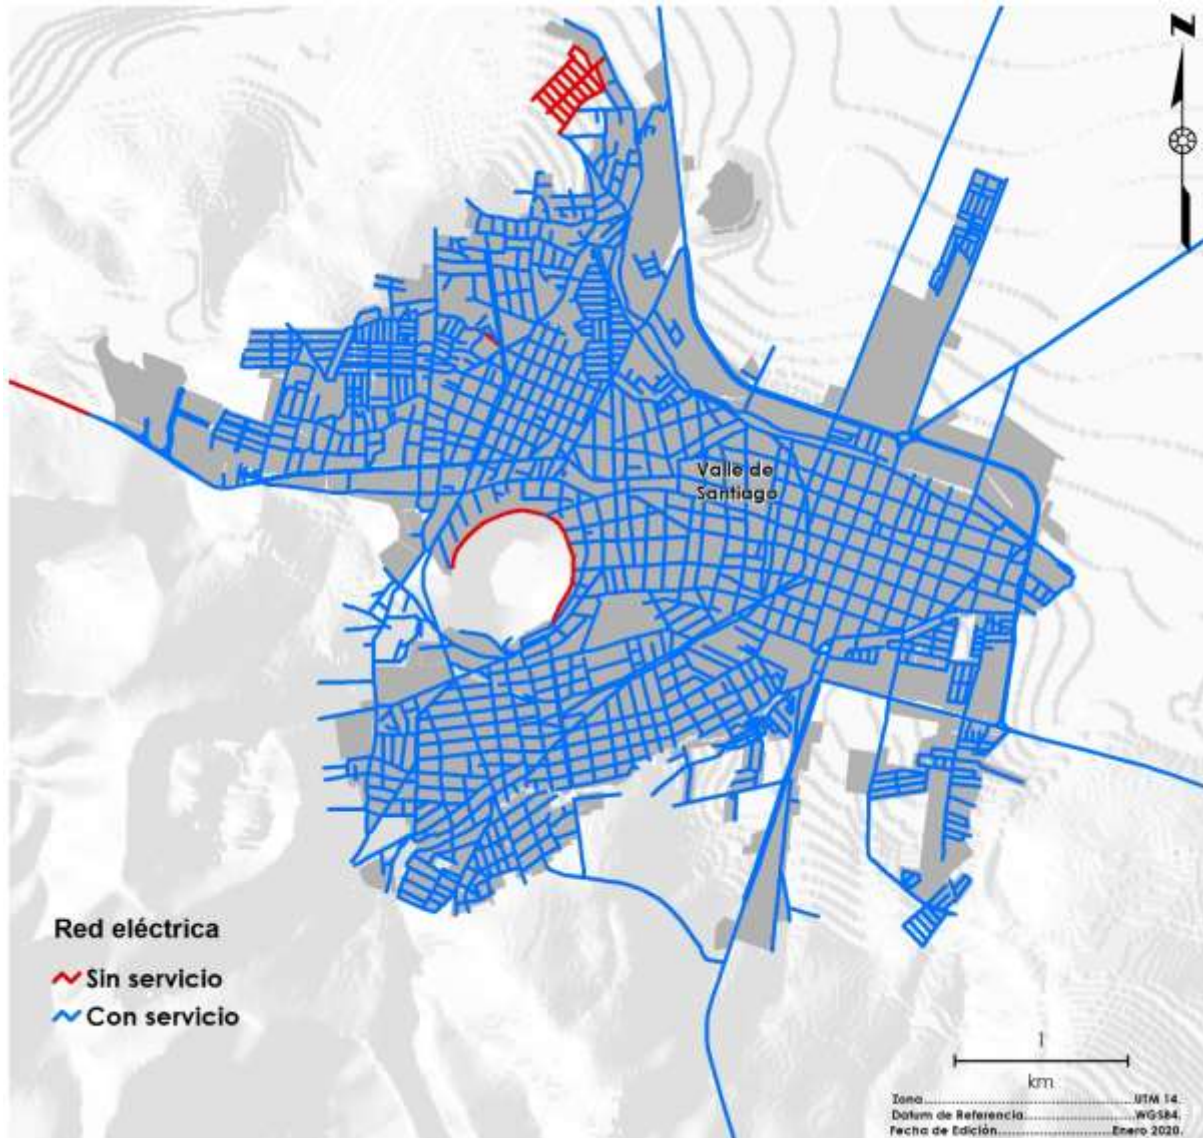 Z
Valle de
Santiago
Red eléctrica
Sin servicio
Con servicio
1
km
Zona UTM 14.
Datum de Referencia WGS84.
Fecha de Edición Enero 2020.